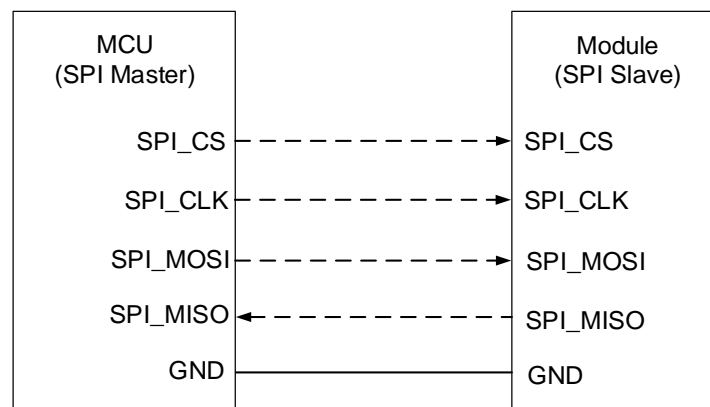 MCU
(SPI Master)
Module
(SPI Slave)
SPI_CS
SPI_CS
SPI_CLK
SPI_CLK
SPI_MOSI
SPI_MOSI
SPI_MISO
SPI_MISO
GND
GND